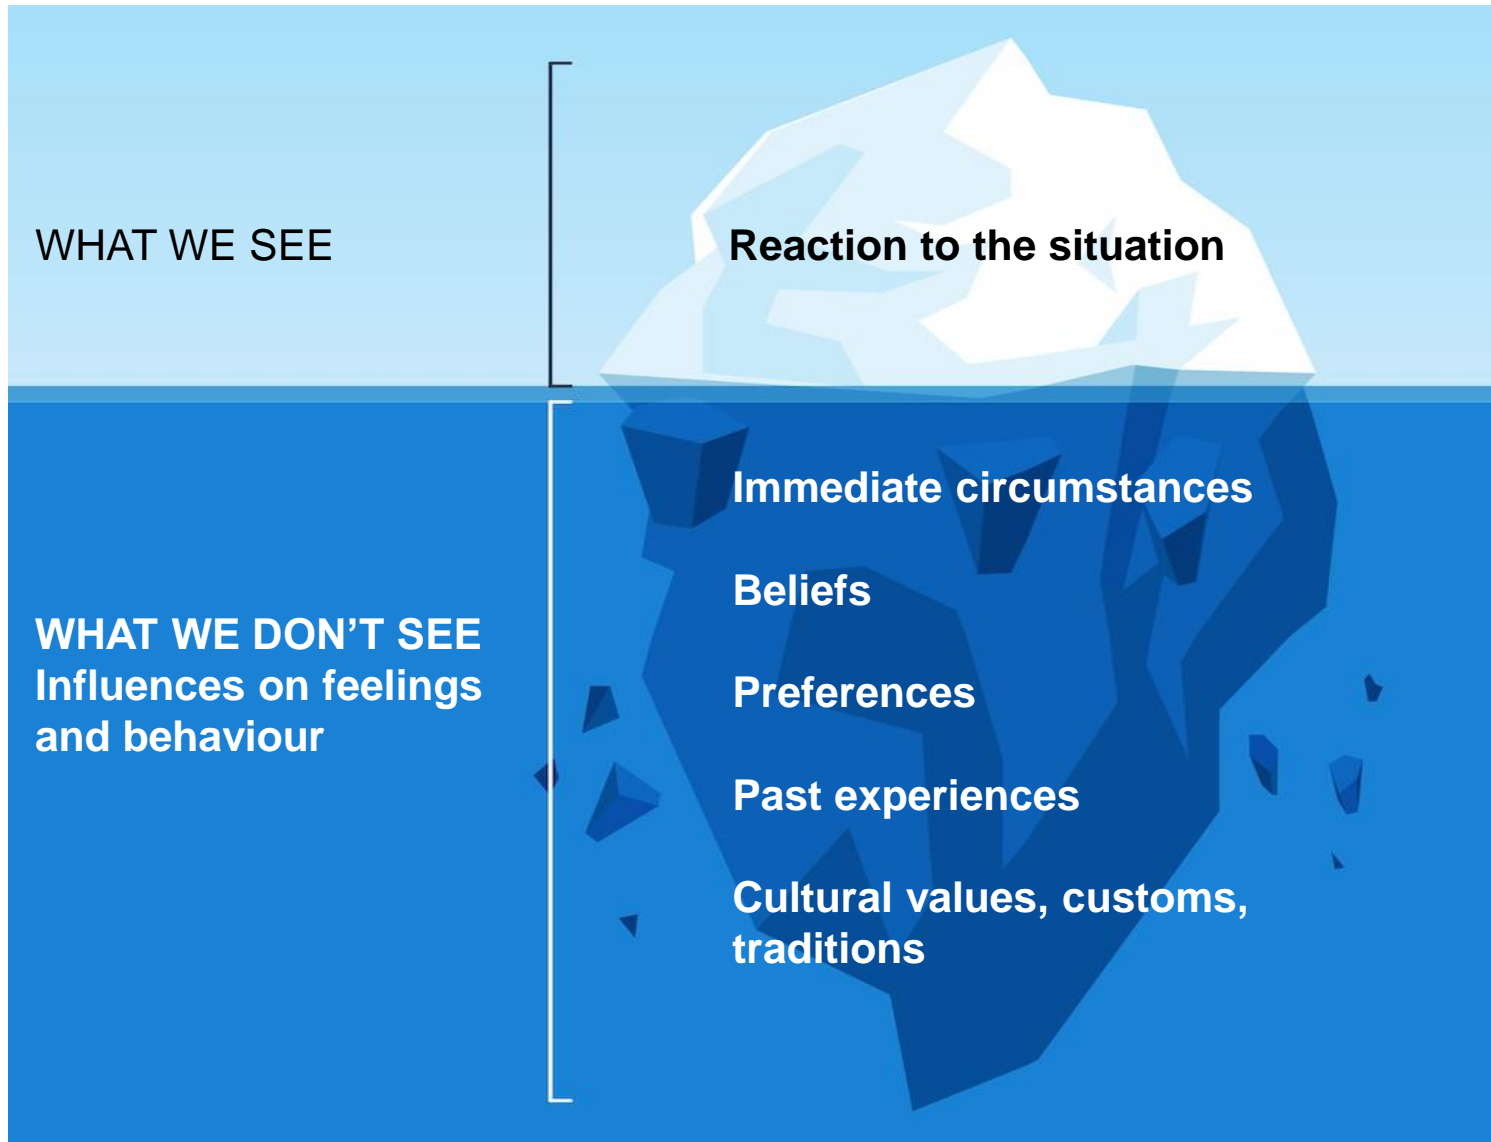 WHAT WE SEE
Reaction to the situation
WHAT WE DON’T SEE
Influences on feelings
and behaviour
Immediate circumstances
Beliefs
Preferences
Past experiences
Cultural values, customs,
traditions